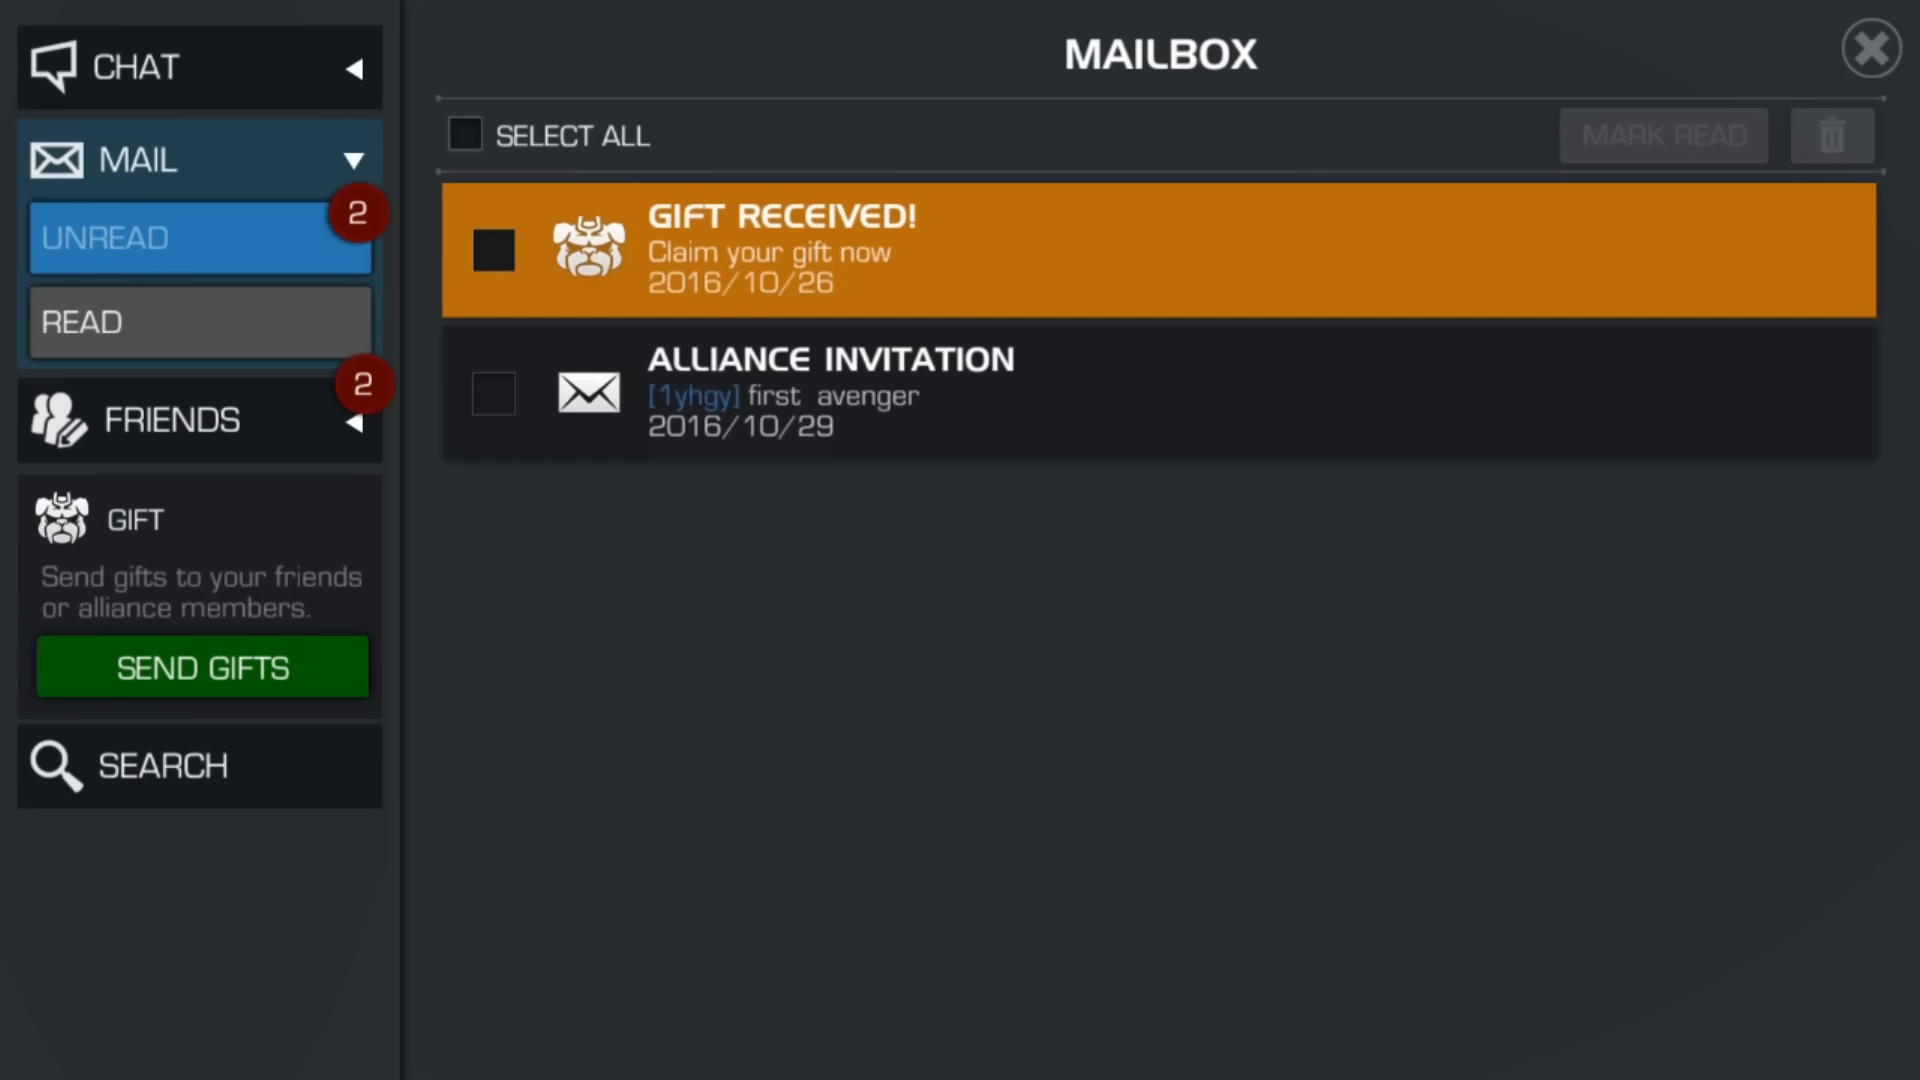 CHAT
MAIL
2
UNREAD
READ
2
FRIENDS
GIFT
Send gifts to your friends
or alliance members.
SEND GIFTS
SEARCH
MAILBOX
SELECT ALL
MARK READ
GIFT RECEIVED!
Claim your gift now
2016/10/26
ALLIANCE INVITATION
[1yhgy] first avenger
2016/10/29